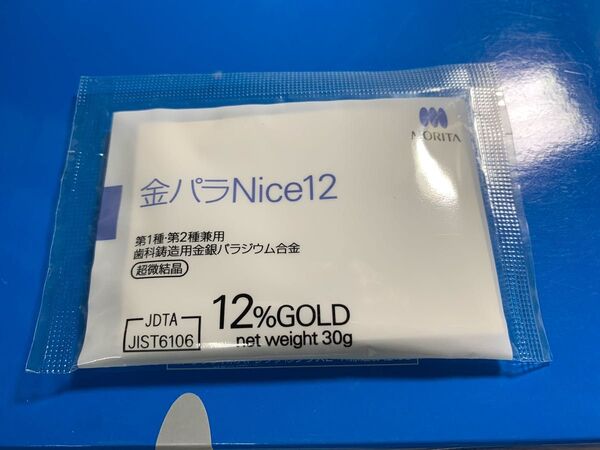 MORITA
金パラNice12
第1種・第2種兼用
歯科鋳造用金銀パラジウム合金
超微結晶
JDTA
JIST6106
12%GOLD
net weight 30g